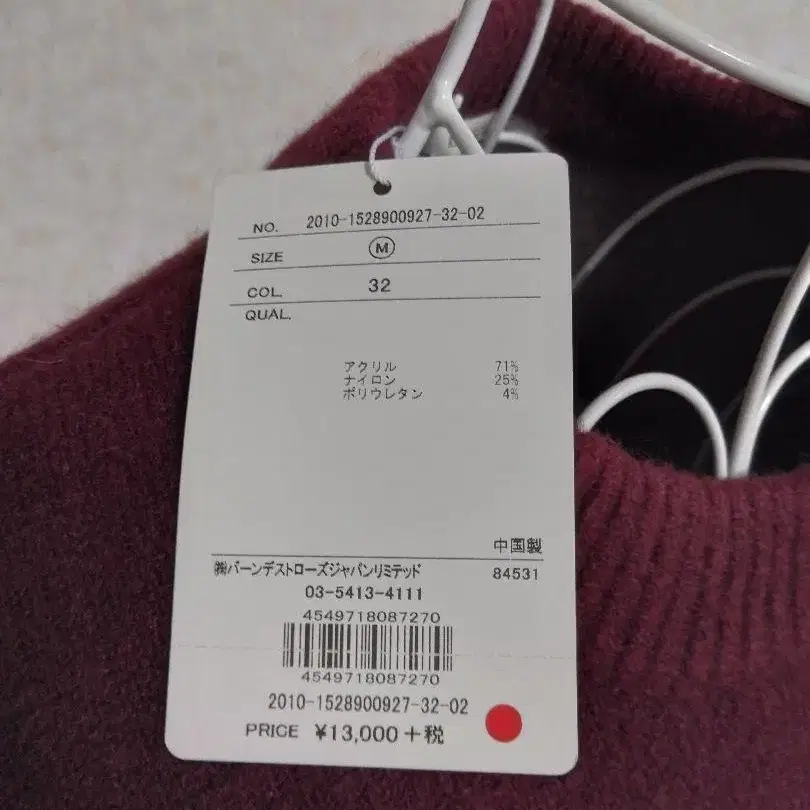 NO. 2010-1528900927-32-02
SIZE Ⓜ
COL. 32
QUAL.
アクリル 71%
ナイロン 25%
ポリウレタン 4%
中国製
㈱バーンデストローズジャパンリミテッド 84531
03-5413-4111
4549718087270
4549718087270
2010-1528900927-32-02
PRICE ¥13,000+税